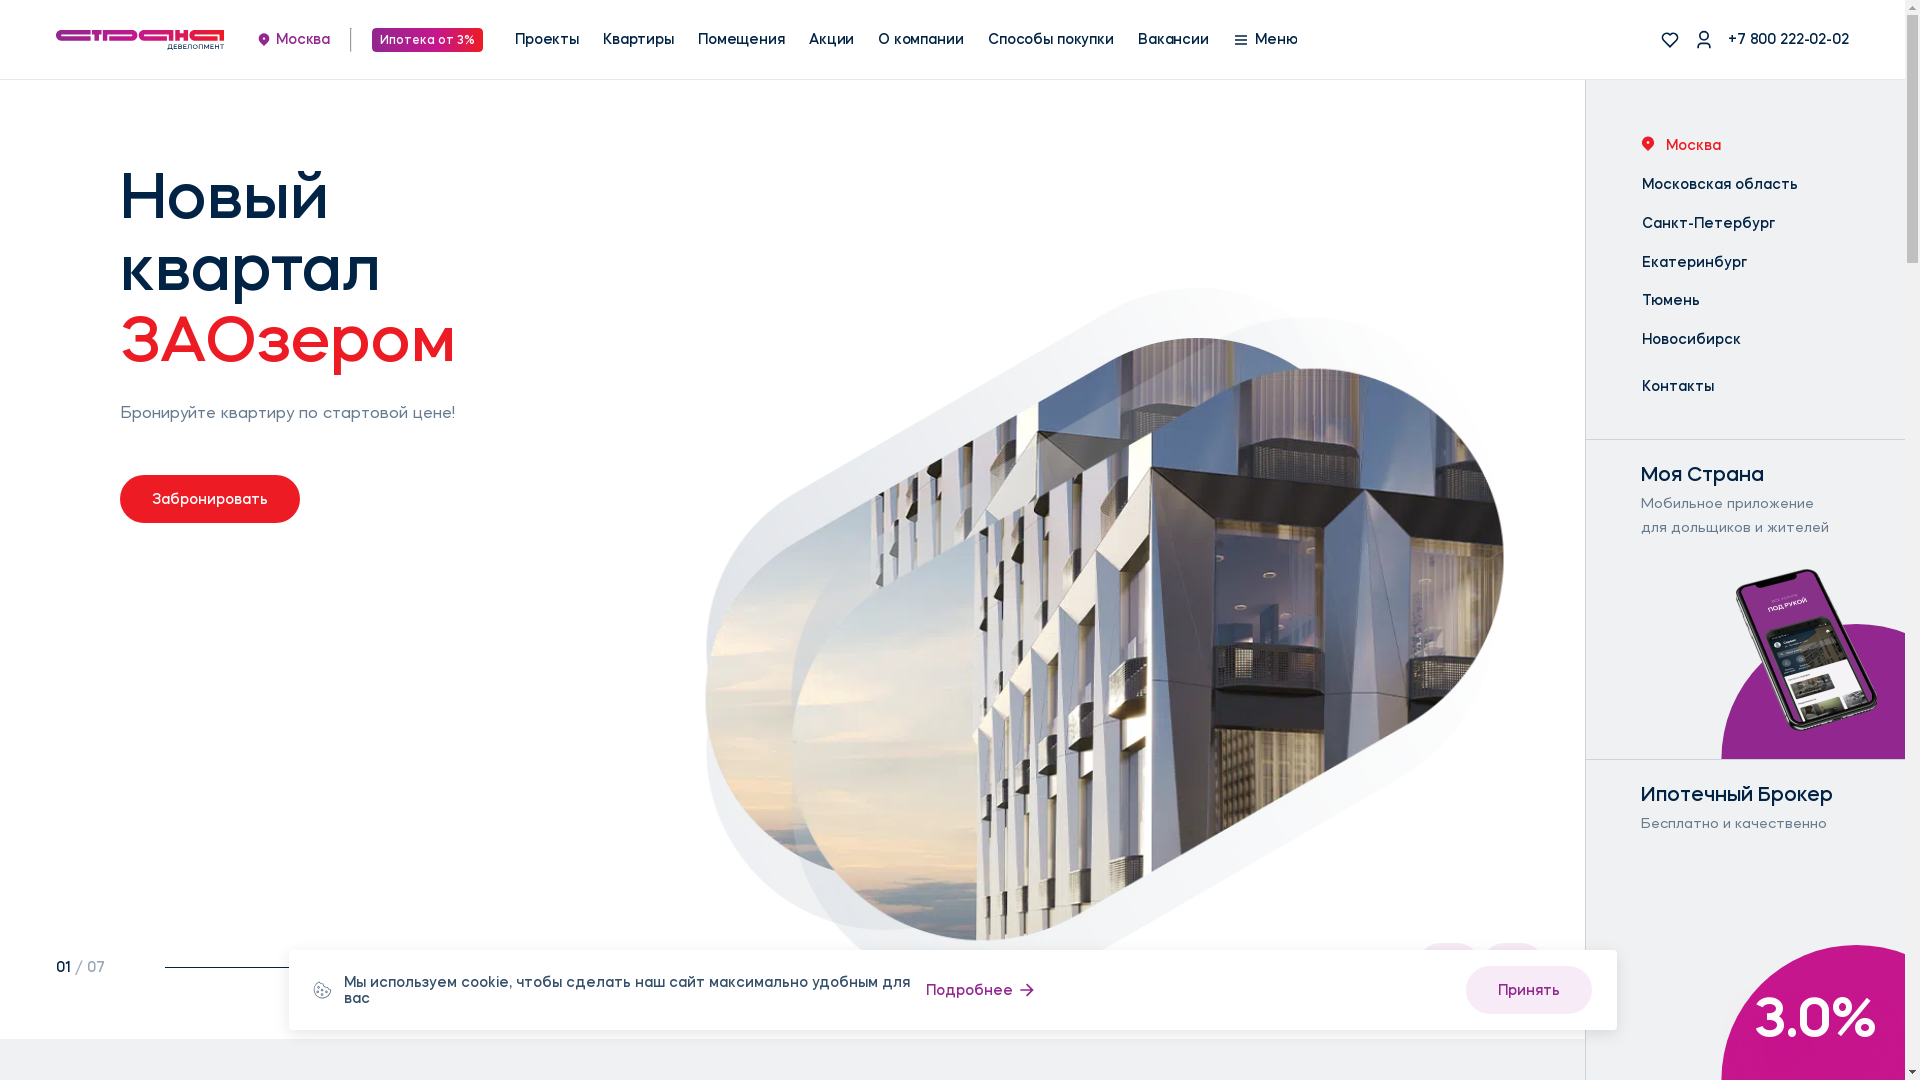 СТРАНА
ДЕВЕЛОПМЕНТ
Москва
Ипотека от 3%
Проекты
Квартиры
Помещения
Акции
О компании
Способы покупки
Вакансии
Меню
+7 800 222-02-02
Новый
квартал
ЗАОзером
Бронируйте квартиру по стартовой цене!
Забронировать
01 / 07
Москва
Московская область
Санкт-Петербург
Екатеринбург
Тюмень
Новосибирск
Контакты
Моя Страна
Мобильное приложение
для дольщиков и жителей
ПОД РУКОЙ
Ипотечный Брокер
Бесплатно и качественно
3.0%
Мы используем cookie, чтобы сделать наш сайт максимально удобным для
вас
Подробнее
Принять